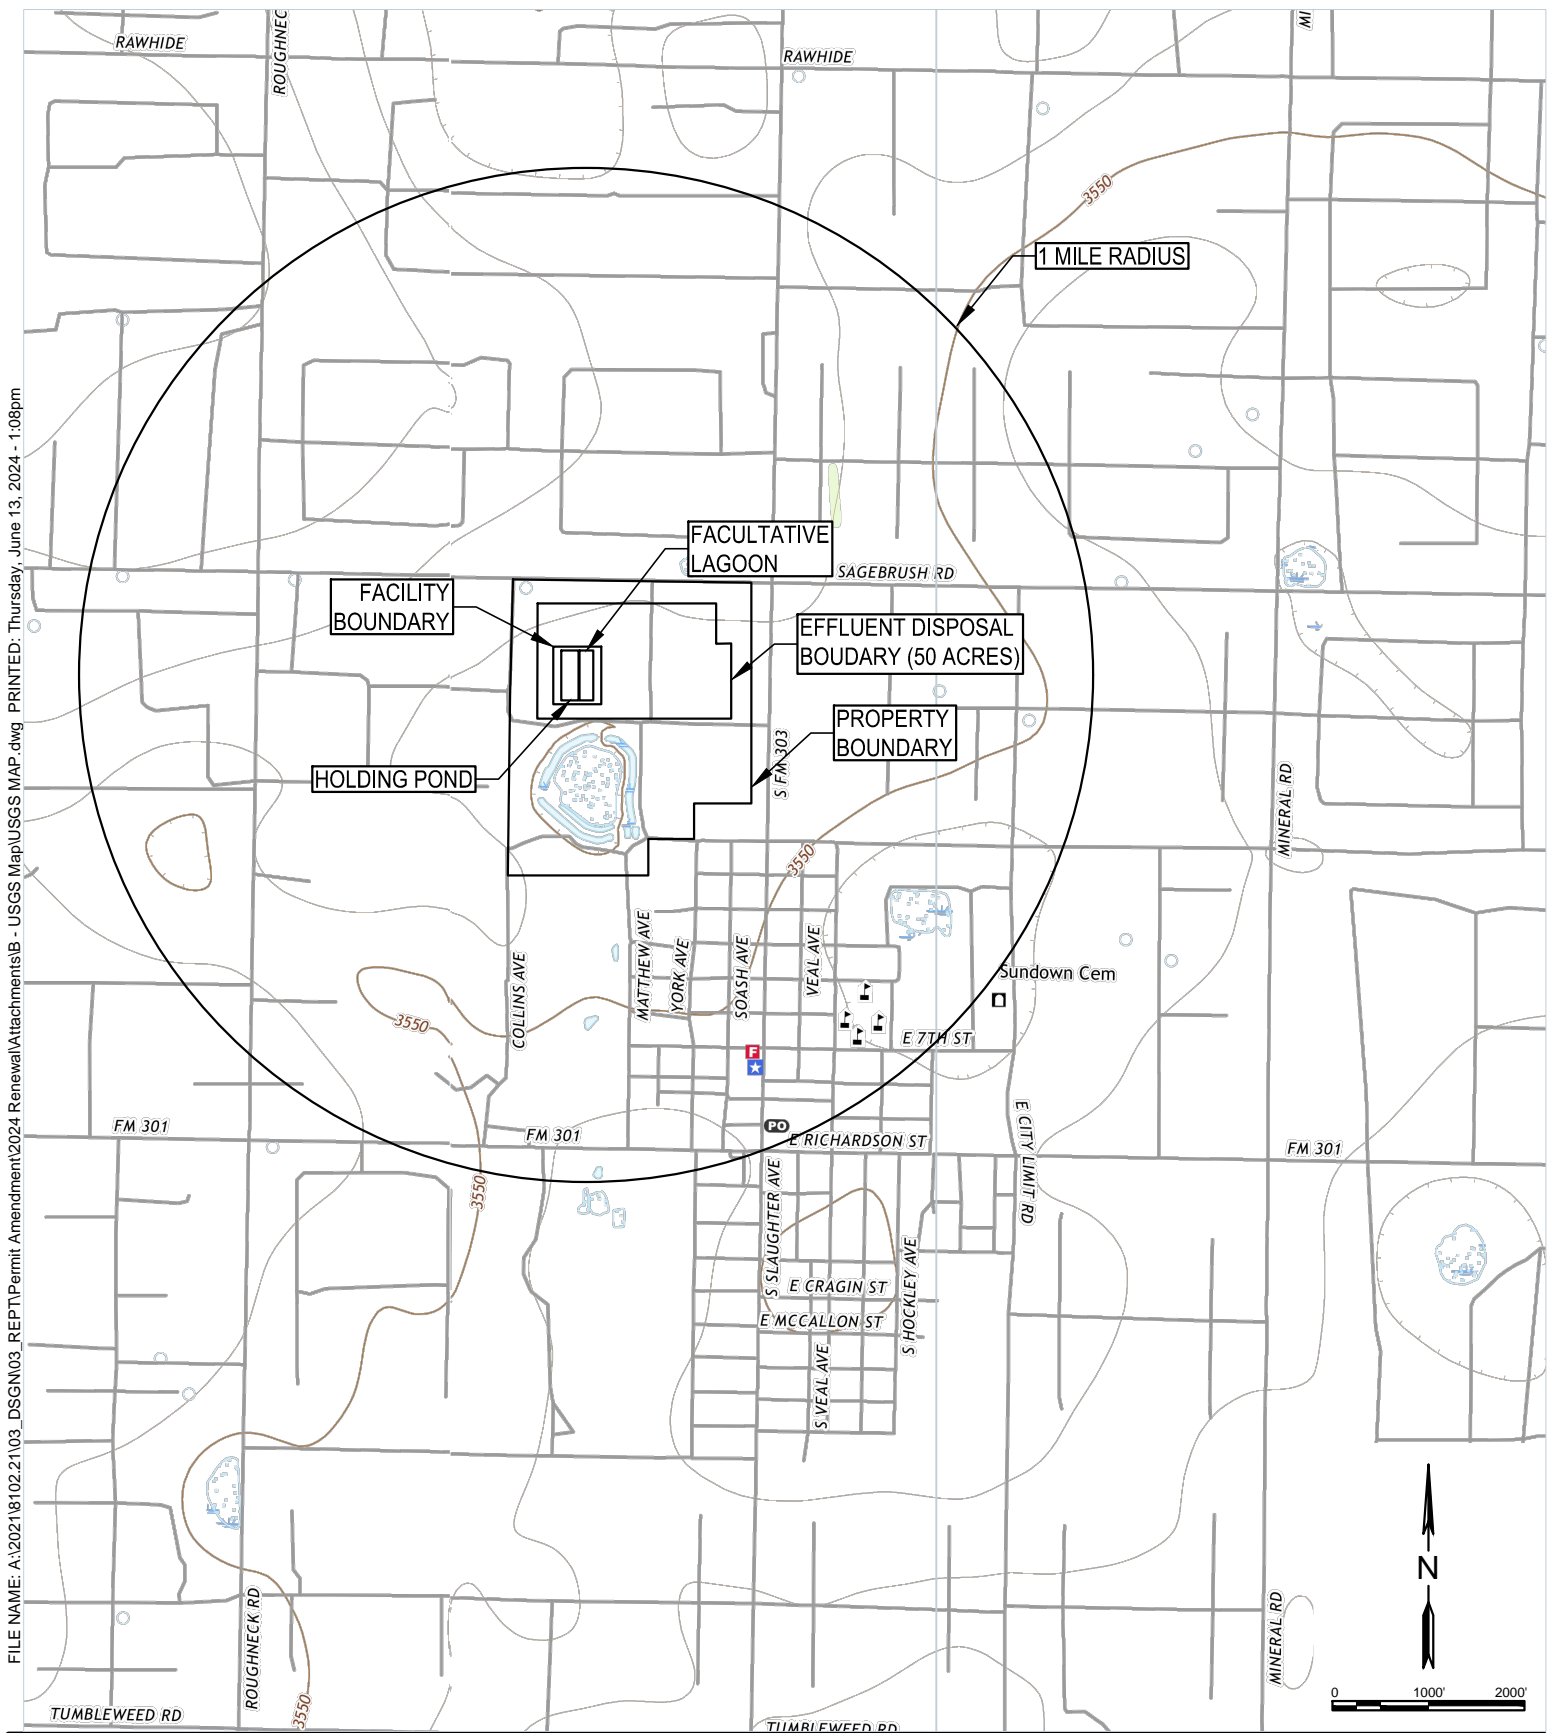 RAWHIDE
ROUGHNEC
RAWHIDE
MI
3550
1 MILE RADIUS
FACULTATIVE
LAGOON
SAGEBRUSH RD
FACILITY
BOUNDARY
EFFLUENT DISPOSAL
BOUDARY (50 ACRES)
PROPERTY
BOUNDARY
S FM 303
HOLDING POND
MINERAL RD
3550
MATTHEW AVE
YORK AVE
SOASH AVE
VEAL AVE
COLLINS AVE
Sundown Cem
3550
E 7TH ST
F
PO
FM 301
FM 301
E RICHARDSON ST
E CITY LIMIT RD
FM 301
3550
S SLAUGHTER AVE
E CRAGIN ST
S HOCKLEY AVE
E MCCALLON ST
S VEAL AVE
N
ROUGHNECK RD
MINERAL RD
3550
0 1000' 2000'
TUMBLEWEED RD
TUMBLEWEED RD
FILE NAME: A:\2021\8102.21\03_DSGN\03_REPT\Permit Amendment\2024 Renewal\Attachments\B - USGS Map\USGS MAP.dwg PRINTED: Thursday, June 13, 2024 - 1:08pm